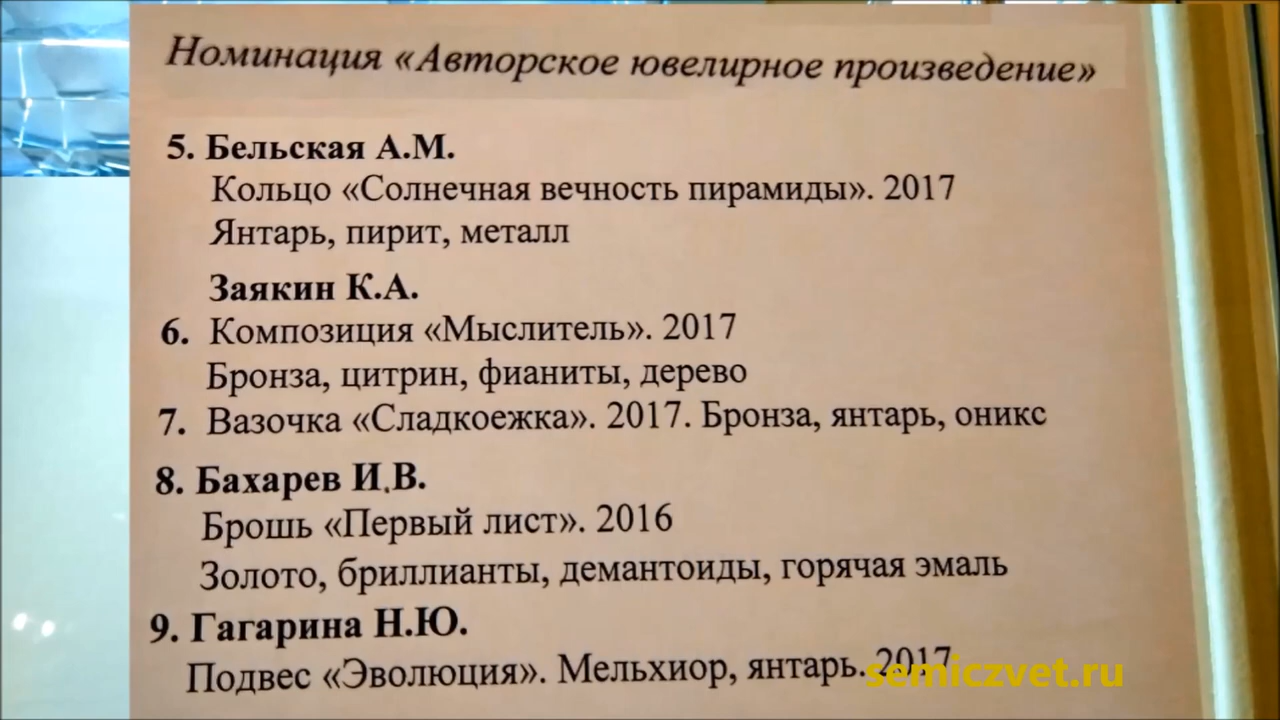 Номинация «Авторское ювелирное произведение»
5. Бельская А.М.
Кольцо «Солнечная вечность пирамиды». 2017
Янтарь, пирит, металл
Заякин К.А.
6. Композиция «Мыслитель». 2017
Бронза, цитрин, фианиты, дерево
7. Вазочка «Сладкоежка». 2017. Бронза, янтарь, оникс
8. Бахарев И.В.
Брошь «Первый лист». 2016
Золото, бриллианты, демантоиды, горячая эмаль
9. Гагарина Н.Ю.
Подвес «Эволюция». Мельхиор, янтарь. 2017
semiczvet.ru